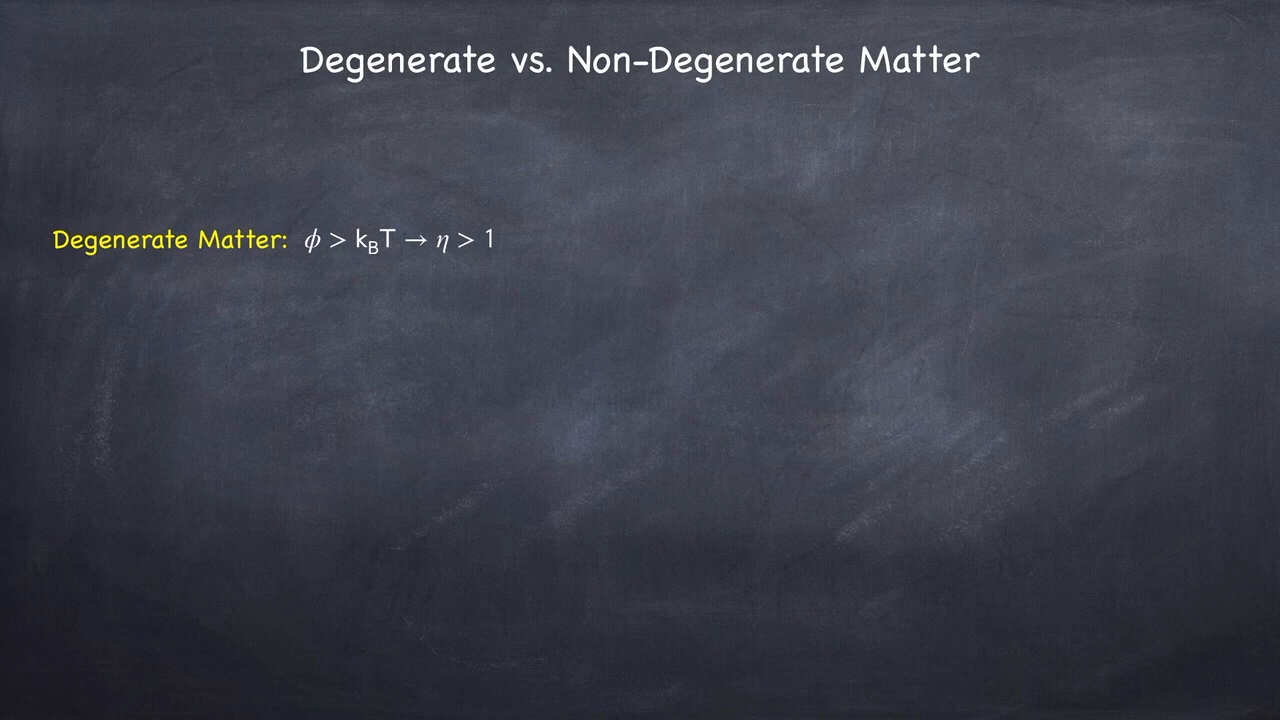 Degenerate vs. Non-Degenerate Matter
Degenerate Matter: ϕ > k_BT → η > 1